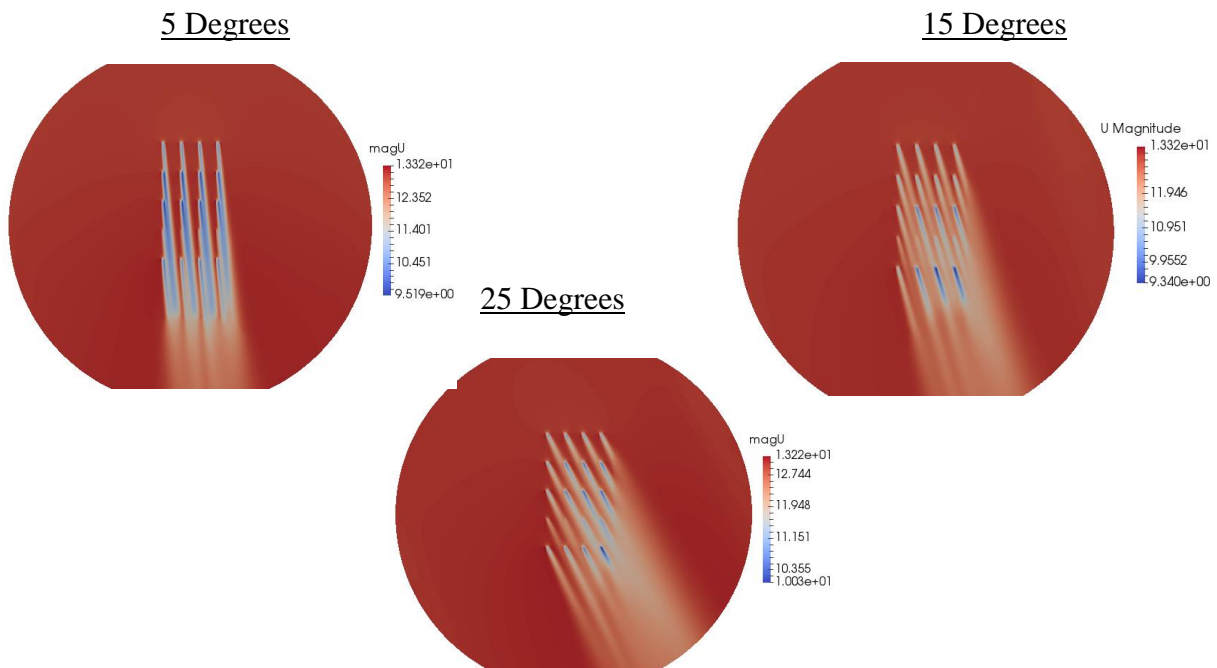 5 Degrees
magU
1.332e+01
12.352
11.401
10.451
9.519e+00
15 Degrees
U Magnitude
1.332e+01
11.946
10.951
9.9552
9.340e+00
25 Degrees
magU
1.322e+01
12.744
11.948
11.151
10.355
1.003e+01